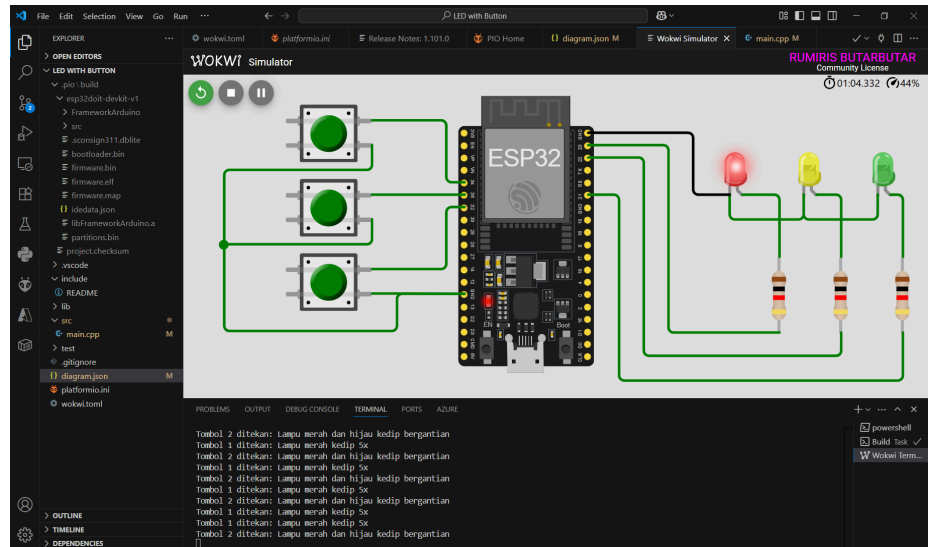 File Edit Selection View Go Run ··· LED with Button
EXPLORER ···
wokwi.toml platformio.ini Release Notes: 1.101.0 PIO Home diagram.json M Wokwi Simulator main.cpp M
OPEN EDITORS
LED WITH BUTTON
.pio \ build
esp32doit-devkit-v1
FrameworkArduino
src
.sconsign311.dblite
bootloader.bin
firmware.bin
firmware.elf
firmware.map
idedata.json
libFrameworkArduino.a
partitions.bin
project.checksum
.vscode
include
README
lib
src
main.cpp M
test
.gitignore
diagram.json M
platformio.ini
wokwi.toml
OUTLINE
TIMELINE
DEPENDENCIES
2
WOKWI Simulator
RUMIRIS BUTARBUTAR
Community License
01:04.332 44%
ESP32
EN Boot
PROBLEMS OUTPUT DEBUG CONSOLE TERMINAL PORTS AZURE
Tombol 2 ditekan: Lampu merah dan hijau kedip bergantian
Tombol 1 ditekan: Lampu merah kedip 5x
Tombol 2 ditekan: Lampu merah dan hijau kedip bergantian
Tombol 1 ditekan: Lampu merah kedip 5x
Tombol 2 ditekan: Lampu merah dan hijau kedip bergantian
Tombol 1 ditekan: Lampu merah kedip 5x
Tombol 2 ditekan: Lampu merah dan hijau kedip bergantian
Tombol 1 ditekan: Lampu merah kedip 5x
Tombol 1 ditekan: Lampu merah kedip 5x
Tombol 2 ditekan: Lampu merah dan hijau kedip bergantian
powershell
Build Task
Wokwi Term...